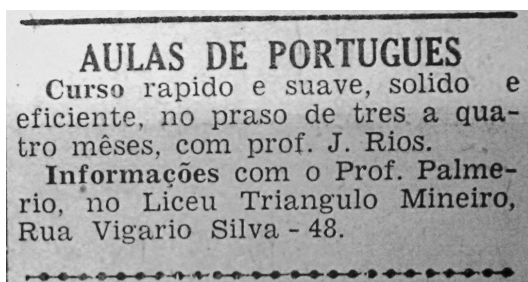 AULAS DE PORTUGUES
Curso rapido e suave, solido e
eficiente, no praso de tres a qua-
tro mêses, com prof. J. Rios.
Informações com o Prof. Palme-
rio, no Liceu Triangulo Mineiro,
Rua Vigario Silva - 48.